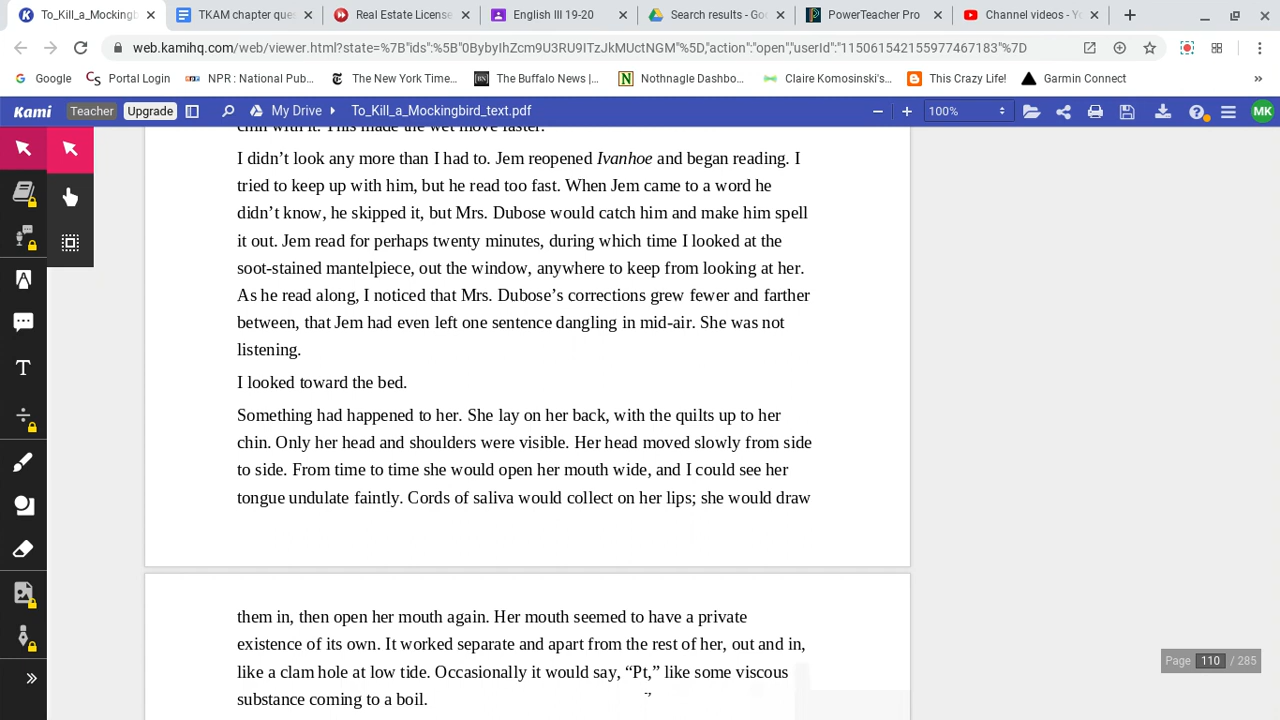 To_Kill_a_Mockingb
TKAM chapter ques
Real Estate License
English III 19-20
Search results - Goo
PowerTeacher Pro
Channel videos - Yo
web.kamihq.com/web/viewer.html?state=%7B"ids":%5B"0BybyIhZcm9U3RU9ITzJkMUctNGM"%5D,"action":"open","userId":"115061542155977467183"%7D
Google
Portal Login
NPR : National Pub...
The New York Time...
The Buffalo News |...
Nothnagle Dashbo...
Claire Komosinski's...
This Crazy Life!
Garmin Connect
»
Kami Teacher Upgrade My Drive To_Kill_a_Mockingbird_text.pdf 100% MK
chin with it. This made the wet move faster.
I didn’t look any more than I had to. Jem reopened Ivanhoe and began reading. I
tried to keep up with him, but he read too fast. When Jem came to a word he
didn’t know, he skipped it, but Mrs. Dubose would catch him and make him spell
it out. Jem read for perhaps twenty minutes, during which time I looked at the
soot-stained mantelpiece, out the window, anywhere to keep from looking at her.
As he read along, I noticed that Mrs. Dubose’s corrections grew fewer and farther
between, that Jem had even left one sentence dangling in mid-air. She was not
listening.
I looked toward the bed.
Something had happened to her. She lay on her back, with the quilts up to her
chin. Only her head and shoulders were visible. Her head moved slowly from side
to side. From time to time she would open her mouth wide, and I could see her
tongue undulate faintly. Cords of saliva would collect on her lips; she would draw
them in, then open her mouth again. Her mouth seemed to have a private
existence of its own. It worked separate and apart from the rest of her, out and in,
like a clam hole at low tide. Occasionally it would say, “Pt,” like some viscous
substance coming to a boil.
Page 110 / 285